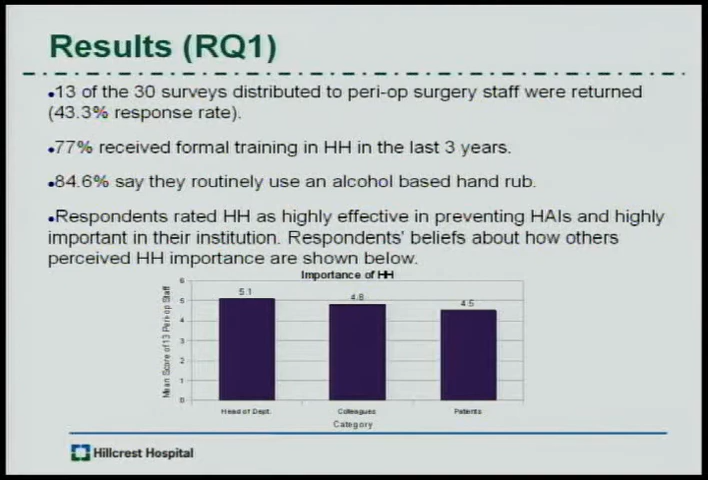 Results (RQ1)
•13 of the 30 surveys distributed to peri-op surgery staff were returned
(43.3% response rate).
•77% received formal training in HH in the last 3 years.
•84.6% say they routinely use an alcohol based hand rub.
•Respondents rated HH as highly effective in preventing HAIs and highly
important in their institution. Respondents' beliefs about how others
perceived HH importance are shown below.
Importance of HH
Mean Score of 13 Peri-op Staff
6
5
4
3
2
1
0
5.1
4.8
4.5
Head of Dept.
Colleagues
Patients
Category
Hillcrest Hospital